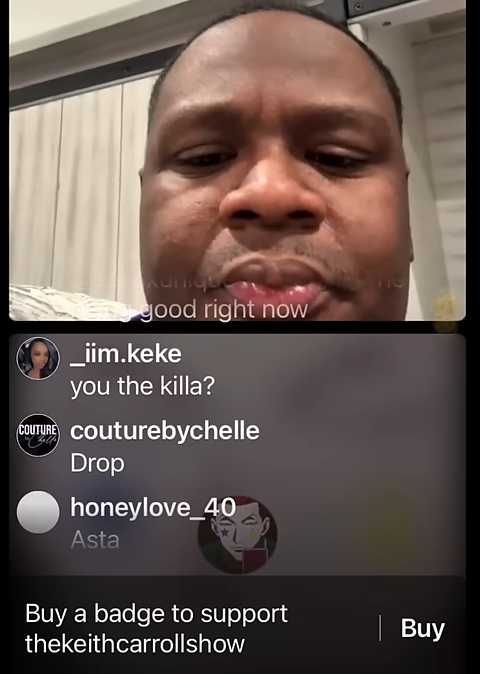 good right now
_iim.keke
you the killa?
COUTURE
couturebychelle
Drop
honeylove_40
Asta
Buy a badge to support
thekeithcarrollshow
Buy